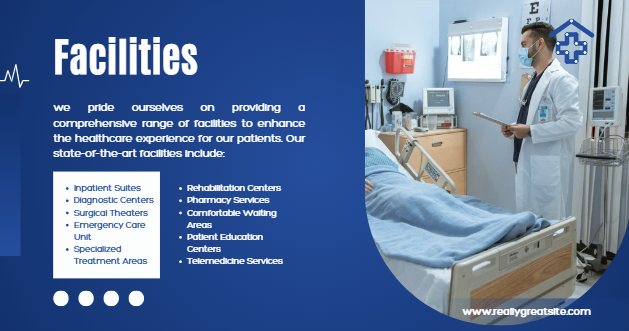 Facilities
we pride ourselves on providing a
comprehensive range of facilities to enhance
the healthcare experience for our patients. Our
state-of-the-art facilities include:
• Inpatient Suites
• Diagnostic Centers
• Surgical Theaters
• Emergency Care
Unit
• Specialized
Treatment Areas
• Rehabilitation Centers
• Pharmacy Services
• Comfortable Waiting
Areas
• Patient Education
Centers
• Telemedicine Services
E
www.reallygreatsite.com